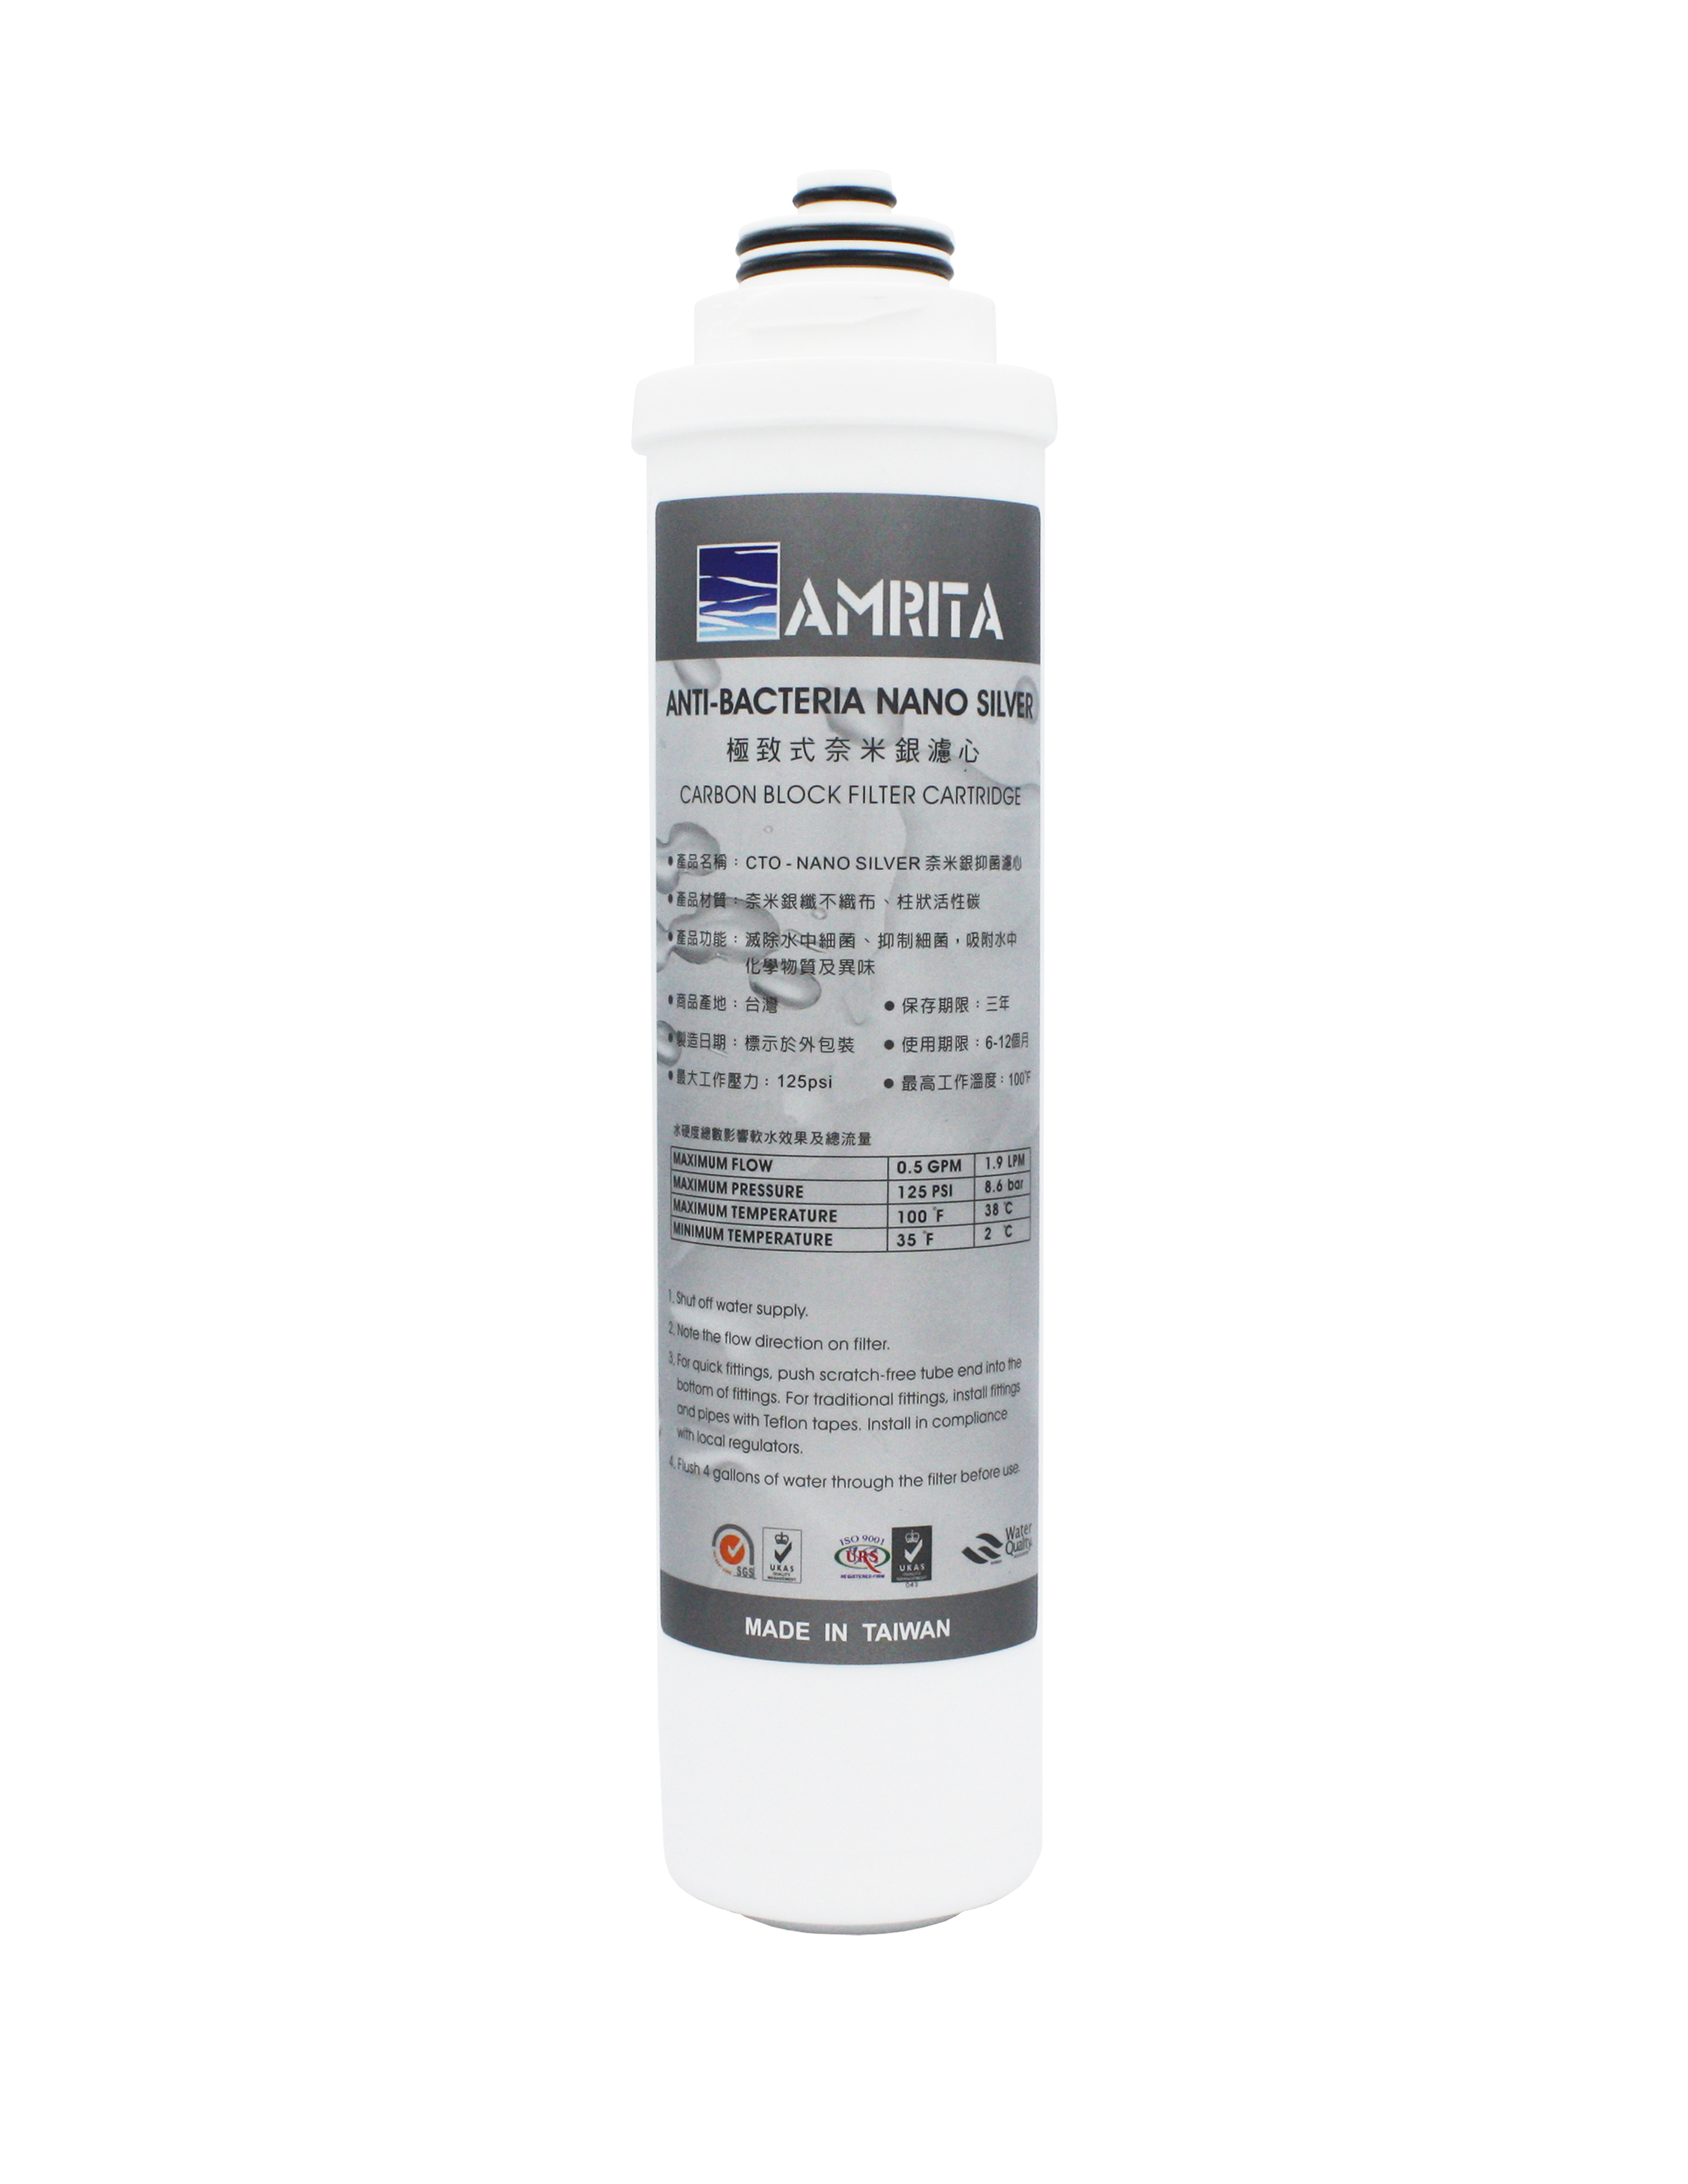 AMRITA
ANTI-BACTERIA NANO SILVER
極致式奈米銀濾心
CARBON BLOCK FILTER CARTRIDGE
●產品名稱：CTO - NANO SILVER 奈米銀抑菌濾心
●產品材質：奈米銀纖不織布、柱狀活性碳
●產品功能：滅除水中細菌、抑制細菌，吸附水中
化學物質及異味
●商品產地：台灣 ●保存期限：三年
●製造日期：標示於外包裝 ●使用期限：6-12個月
●最大工作壓力：125psi ●最高工作溫度：100°F
水硬度總數影響軟水效果及總流量
MAXIMUM FLOW 0.5 GPM 1.9 LPM
MAXIMUM PRESSURE 125 PSI 8.6 bar
MAXIMUM TEMPERATURE 100 °F 38 °C
MINIMUM TEMPERATURE 35 °F 2 °C
1. Shut off water supply.
2. Note the flow direction on filter.
3. For quick fittings, push scratch-free tube end into the
bottom of fittings. For traditional fittings, install fittings
and pipes with Teflon tapes. Install in compliance
with local regulators.
4. Flush 4 gallons of water through the filter before use.
SGS
UKAS
QUALITY
MANAGEMENT
ISO 9001
URS
REGISTERED FIRM
UKAS
QUALITY
MANAGEMENT
043
Water
Quality
MADE IN TAIWAN